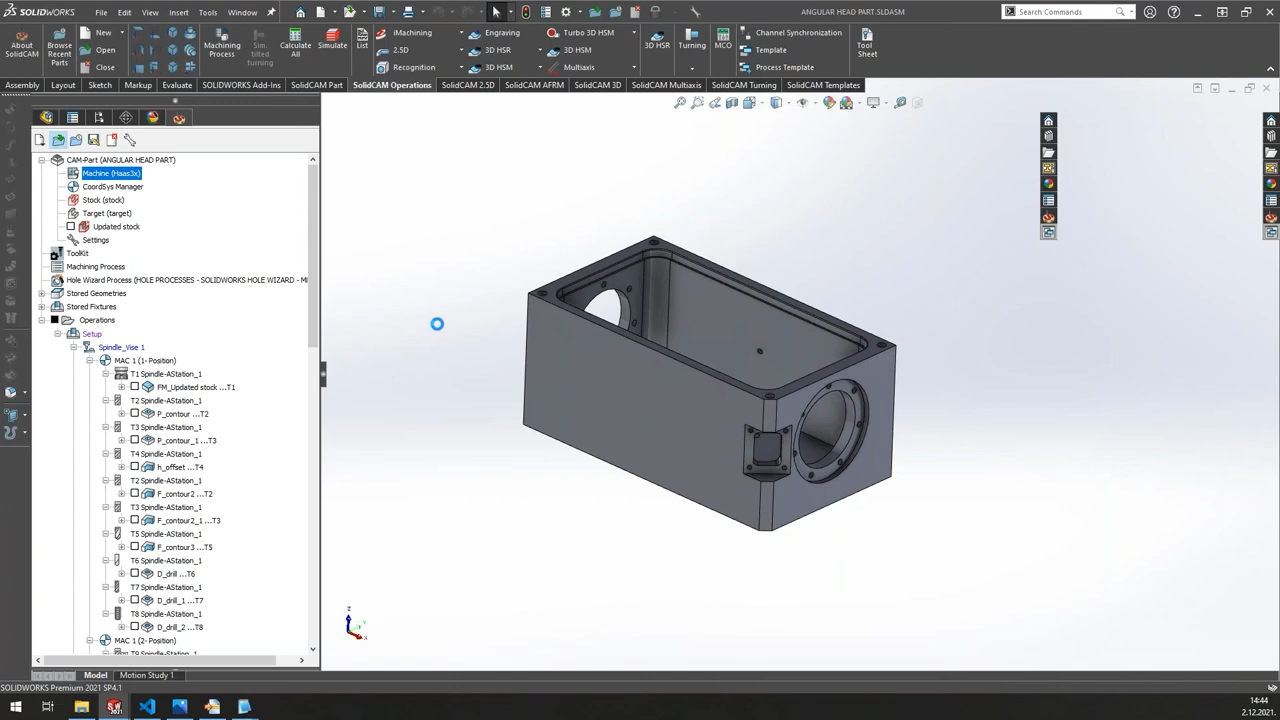 SOLIDWORKS File Edit View Insert Tools Window ANGULAR HEAD PART.SLDASM Search Commands
About SolidCAM
Browse Recent Parts
New
Open
Close
Machining Process
Sim. tilted turning
Calculate All
Simulate
List
iMachining
2.5D
Recognition
Engraving
3D HSR
3D HSM
Turbo 3D HSM
3D HSM
Multiaxis
3D HSR
Turning
MCO
Channel Synchronization
Template
Process Template
Tool Sheet
Assembly Layout Sketch Markup Evaluate SOLIDWORKS Add-Ins SolidCAM Part SolidCAM Operations SolidCAM 2.5D SolidCAM AFRM SolidCAM 3D SolidCAM Multiaxis SolidCAM Turning SolidCAM Templates
CAM-Part (ANGULAR HEAD PART)
Machine (Haas3x)
CoordSys Manager
Stock (stock)
Target (target)
Updated stock
Settings
ToolKit
Machining Process
Hole Wizard Process (HOLE PROCESSES - SOLIDWORKS HOLE WIZARD - MI
Stored Geometries
Stored Fixtures
Operations
Setup
Spindle_Vise 1
MAC 1 (1- Position)
T1 Spindle-AStation_1
FM_Updated stock ...T1
T2 Spindle-AStation_1
P_contour ...T2
T3 Spindle-AStation_1
P_contour_1 ...T3
T4 Spindle-AStation_1
h_offset ...T4
T2 Spindle-AStation_1
F_contour2 ...T2
T3 Spindle-AStation_1
F_contour2_1 ...T3
T5 Spindle-AStation_1
F_contour3 ...T5
T6 Spindle-AStation_1
D_drill ...T6
T7 Spindle-AStation_1
D_drill_1 ...T7
T8 Spindle-AStation_1
D_drill_2 ...T8
MAC 1 (2- Position)
T9 Spindle-AStation_1
Z
Y
X
Model Motion Study 1
SOLIDWORKS Premium 2021 SP4.1
14:44
2.12.2021.